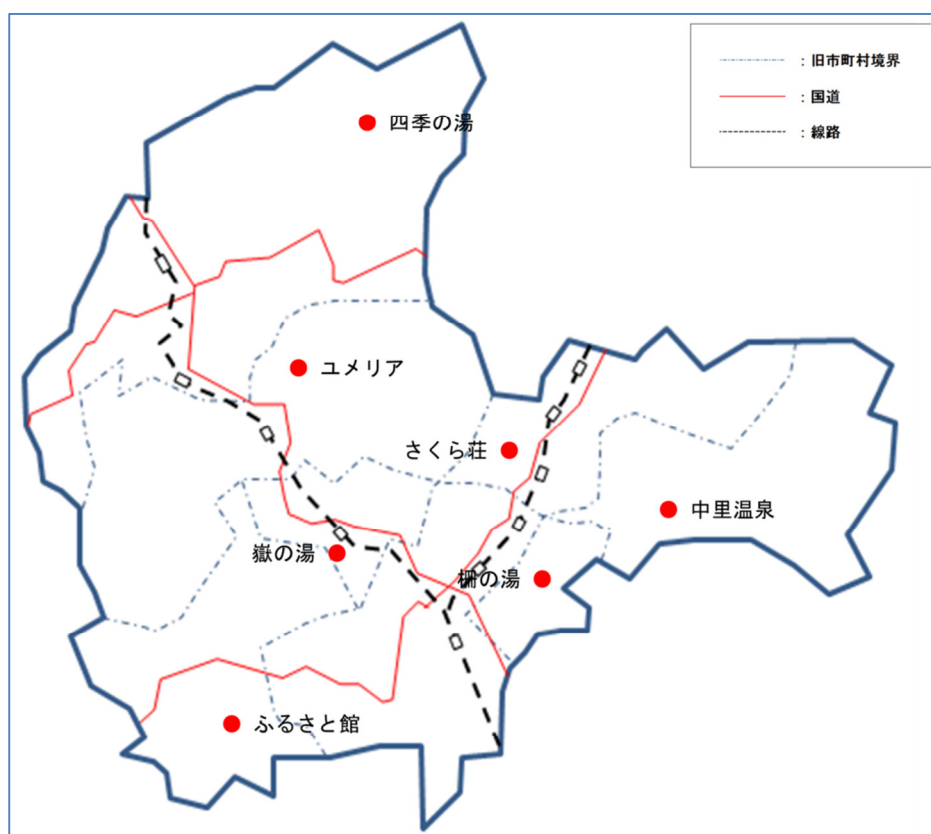 ：旧市町村境界
：国道
：線路
四季の湯
ユメリア
さくら荘
中里温泉
嶽の湯
柵の湯
ふるさと館